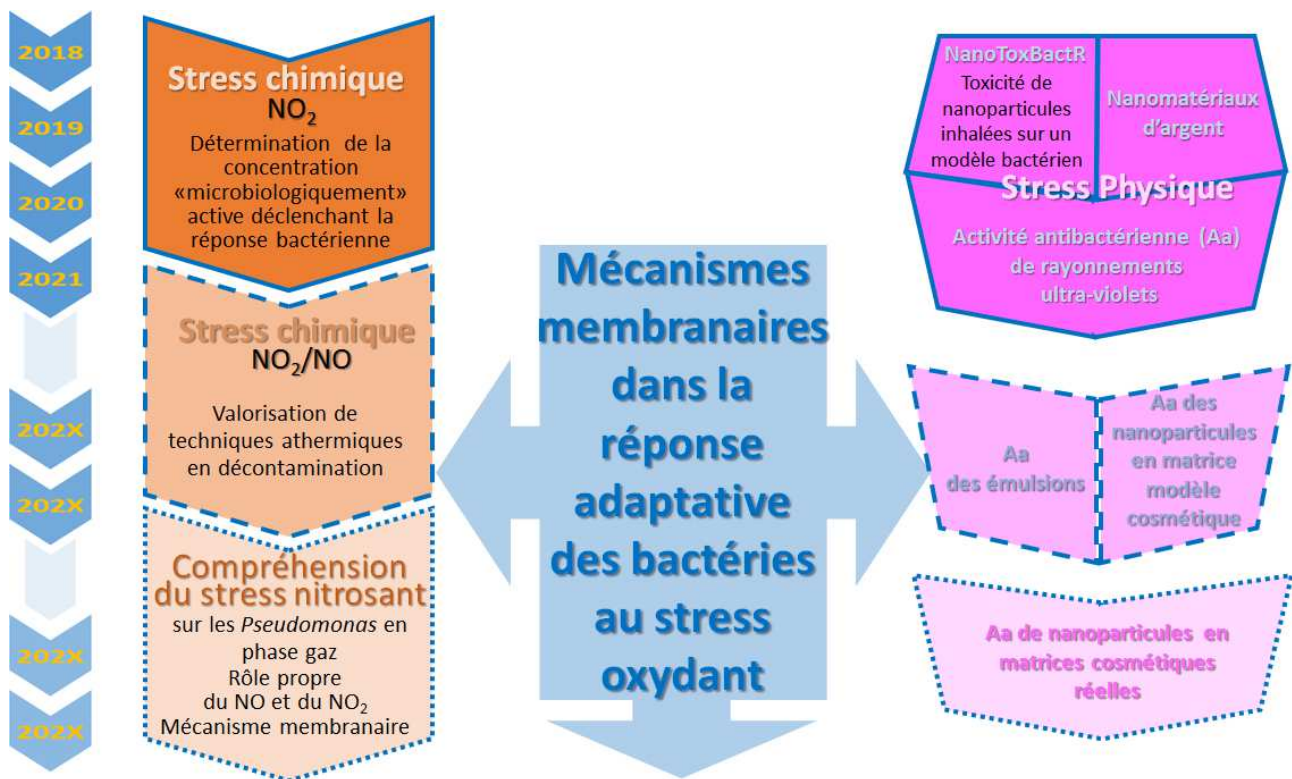 2018
2019
2020
2021
202X
202X
202X
202X
Stress chimique
NO₂
Détermination de la
concentration
«microbiologiquement»
active déclenchant la
réponse bactérienne
Stress chimique
NO₂/NO
Valorisation de
techniques athermiques
en décontamination
Compréhension
du stress nitrosant
sur les Pseudomonas en
phase gaz
Rôle propre
du NO et du NO₂
Mécanisme membranaire
Mécanismes
membranaires
dans la
réponse
adaptative
des bactéries
au stress
oxydant
NanoToxBactR
Toxicité de
nanoparticules
inhalées sur un
modèle bactérien
Nanomatériaux
d'argent
Stress Physique
Activité antibactérienne (Aa)
de rayonnements
ultra-violets
Aa
des émulsions
Aa des
nanoparticules
en matrice
modèle
cosmétique
Aa de nanoparticules en
matrices cosmétiques
réelles